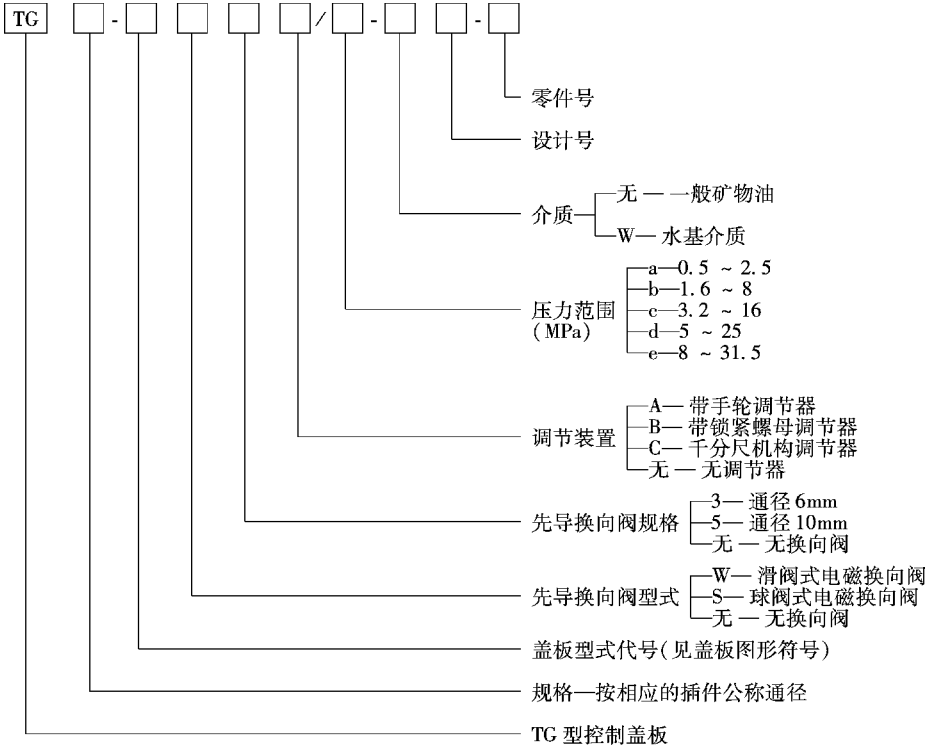 TG □-□ □ □ □/□-□ □-□
零件号
设计号
无 — 一般矿物油
介质
W— 水基介质
a—0.5 ~ 2.5
b—1.6 ~ 8
压力范围
c—3.2 ~ 16
(MPa)
d—5 ~ 25
e—8 ~ 31.5
A— 带手轮调节器
B— 带锁紧螺母调节器
调节装置
C— 千分尺机构调节器
无 — 无调节器
3— 通径 6mm
先导换向阀规格
5— 通径 10mm
无 — 无换向阀
W— 滑阀式电磁换向阀
先导换向阀型式
S— 球阀式电磁换向阀
无 — 无换向阀
盖板型式代号(见盖板图形符号)
规格—按相应的插件公称通径
TG 型控制盖板